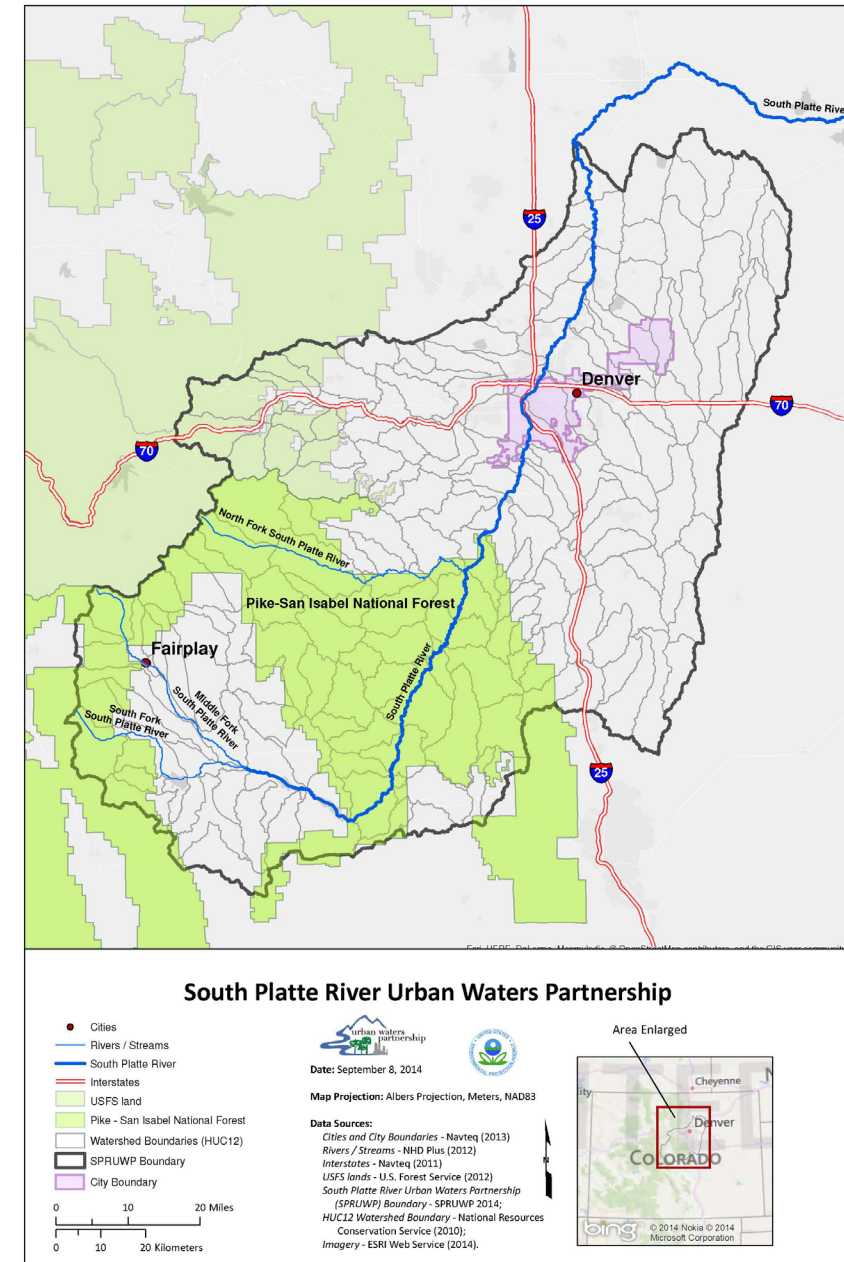 South Platte River
25
Denver
70
70
North Fork South Platte River
Pike-San Isabel National Forest
Fairplay
Middle Fork
South Platte River
South Fork
South Platte River
South Platte River
25
South Platte River Urban Waters Partnership
Cities
Rivers / Streams
South Platte River
Interstates
USFS land
Pike - San Isabel National Forest
Watershed Boundaries (HUC12)
SPRUWP Boundary
City Boundary
0 10 20 Miles
0 10 20 Kilometers
urban waters
partnership
Date: September 8, 2014
Map Projection: Albers Projection, Meters, NAD83
Data Sources:
Cities and City Boundaries - Navteq (2013)
Rivers / Streams - NHD Plus (2012)
Interstates - Navteq (2011)
USFS lands - U.S. Forest Service (2012)
South Platte River Urban Waters Partnership
(SPRUWP) Boundary - SPRUWP 2014;
HUC12 Watershed Boundary - National Resources
Conservation Service (2010);
Imagery - ESRI Web Service (2014).
N
Area Enlarged
Cheyenne
Denver
COLORADO
bing
© 2014 Nokia © 2014
Microsoft Corporation